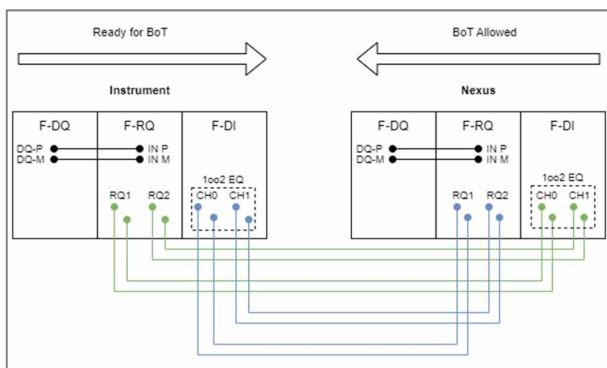 Ready for BoT
BoT Allowed
Instrument
Nexus
F-DQ F-RQ F-DI
F-DQ F-RQ F-DI
DQ-P IN P
DQ-M IN M
DQ-P IN P
DQ-M IN M
1oo2 EQ
1oo2 EQ
RQ1 RQ2 CH0 CH1
RQ1 RQ2 CH0 CH1